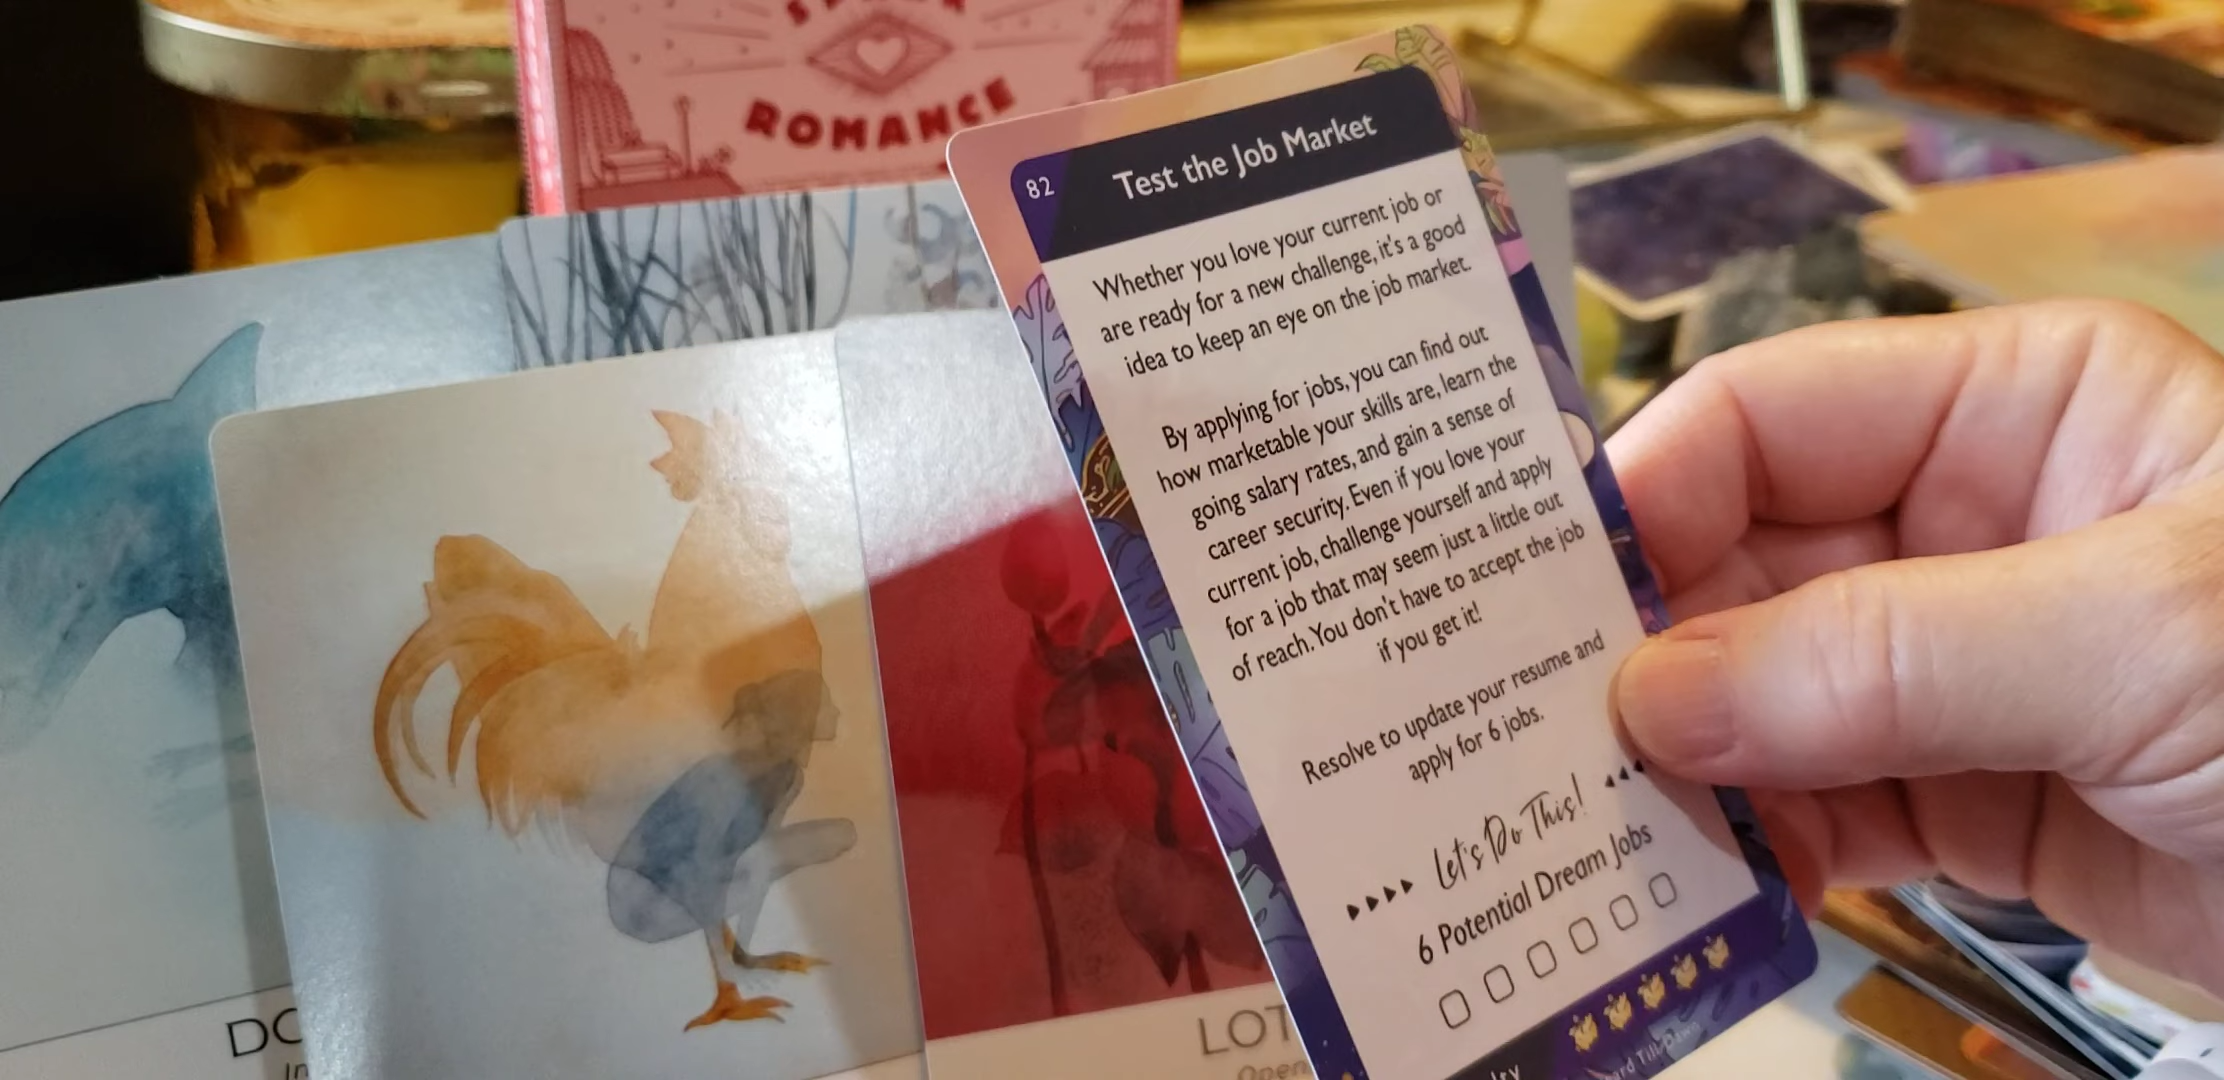 ROMANCE
82
Test the Job Market
Whether you love your current job or
are ready for a new challenge, it's a good
idea to keep an eye on the job market.
By applying for jobs, you can find out
how marketable your skills are, learn the
going salary rates, and gain a sense of
career security. Even if you love your
current job, challenge yourself and apply
for a job that may seem just a little out
of reach. You don't have to accept the job
if you get it!
Resolve to update your resume and
apply for 6 jobs.
Let's Do This!
6 Potential Dream Jobs
DO
In
LOT
Open